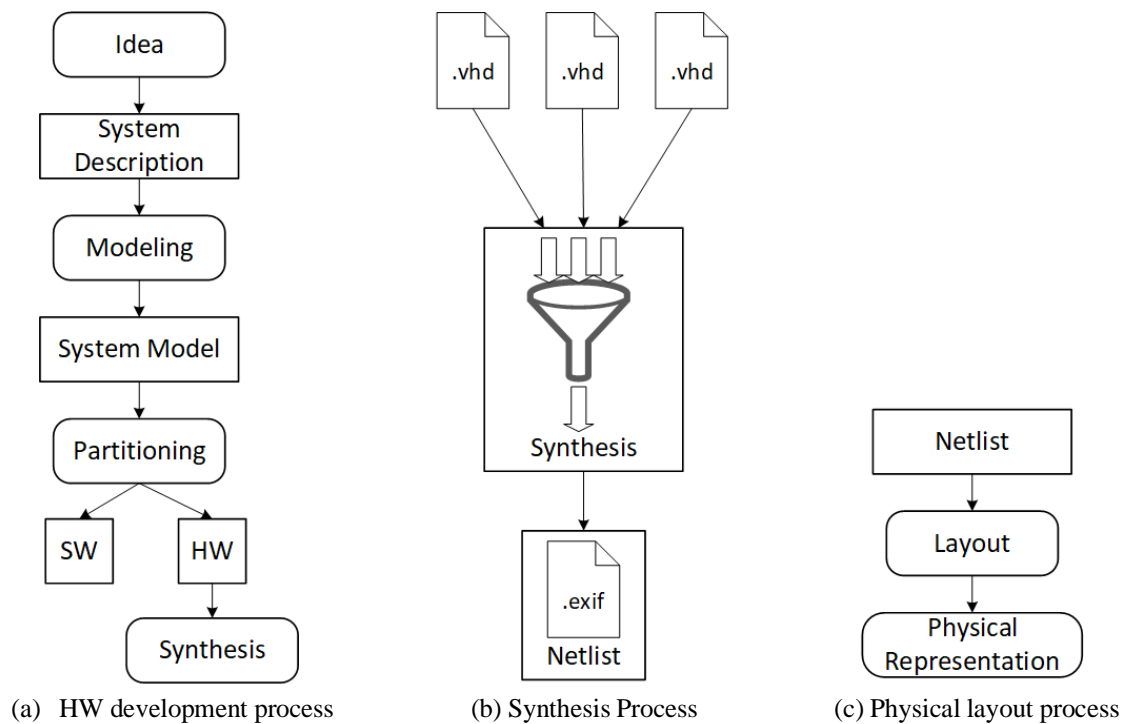 Idea
System
Description
Modeling
System Model
Partitioning
SW
HW
Synthesis
(a) HW development process
.vhd
.vhd
.vhd
Synthesis
.exif
Netlist
(b) Synthesis Process
Netlist
Layout
Physical
Representation
(c) Physical layout process